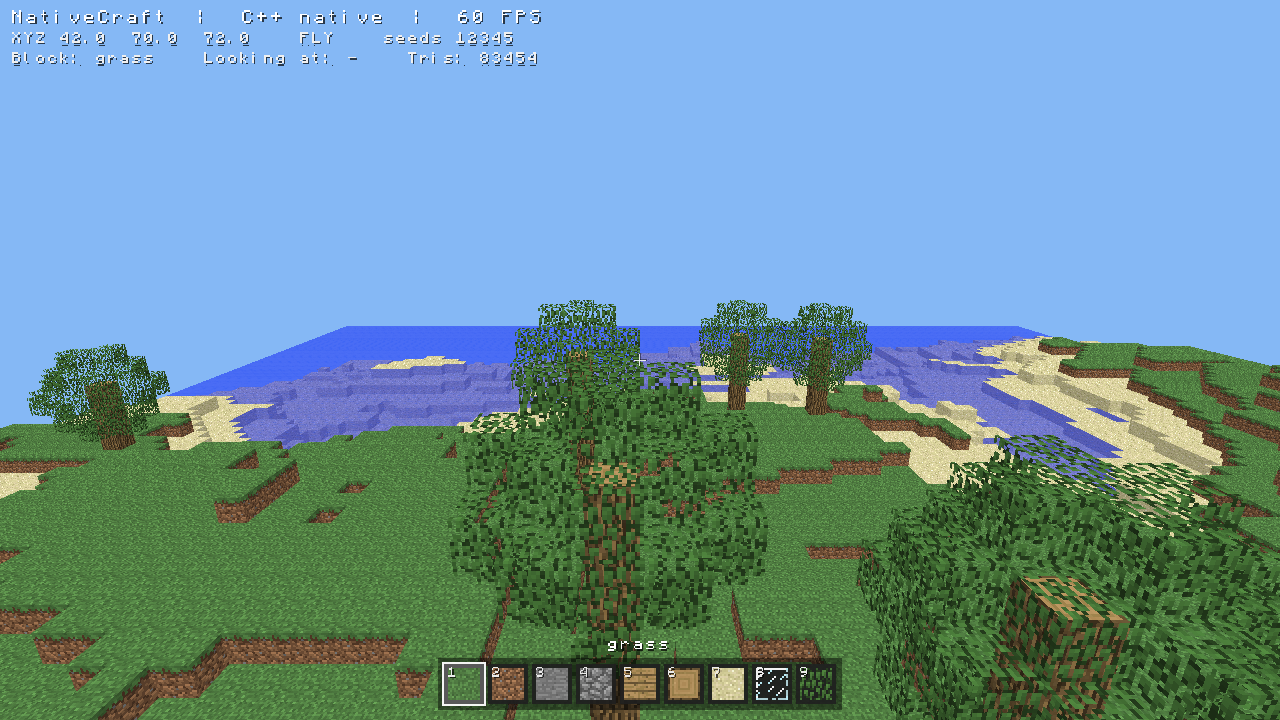 NativeCraft | C++ native | 60 FPS
XYZ 42.0 70.0 72.0 FLY seeds 12345
Block: grass Looking at: - Tris: 83454
grass
1 2 3 4 5 6 7 8 9